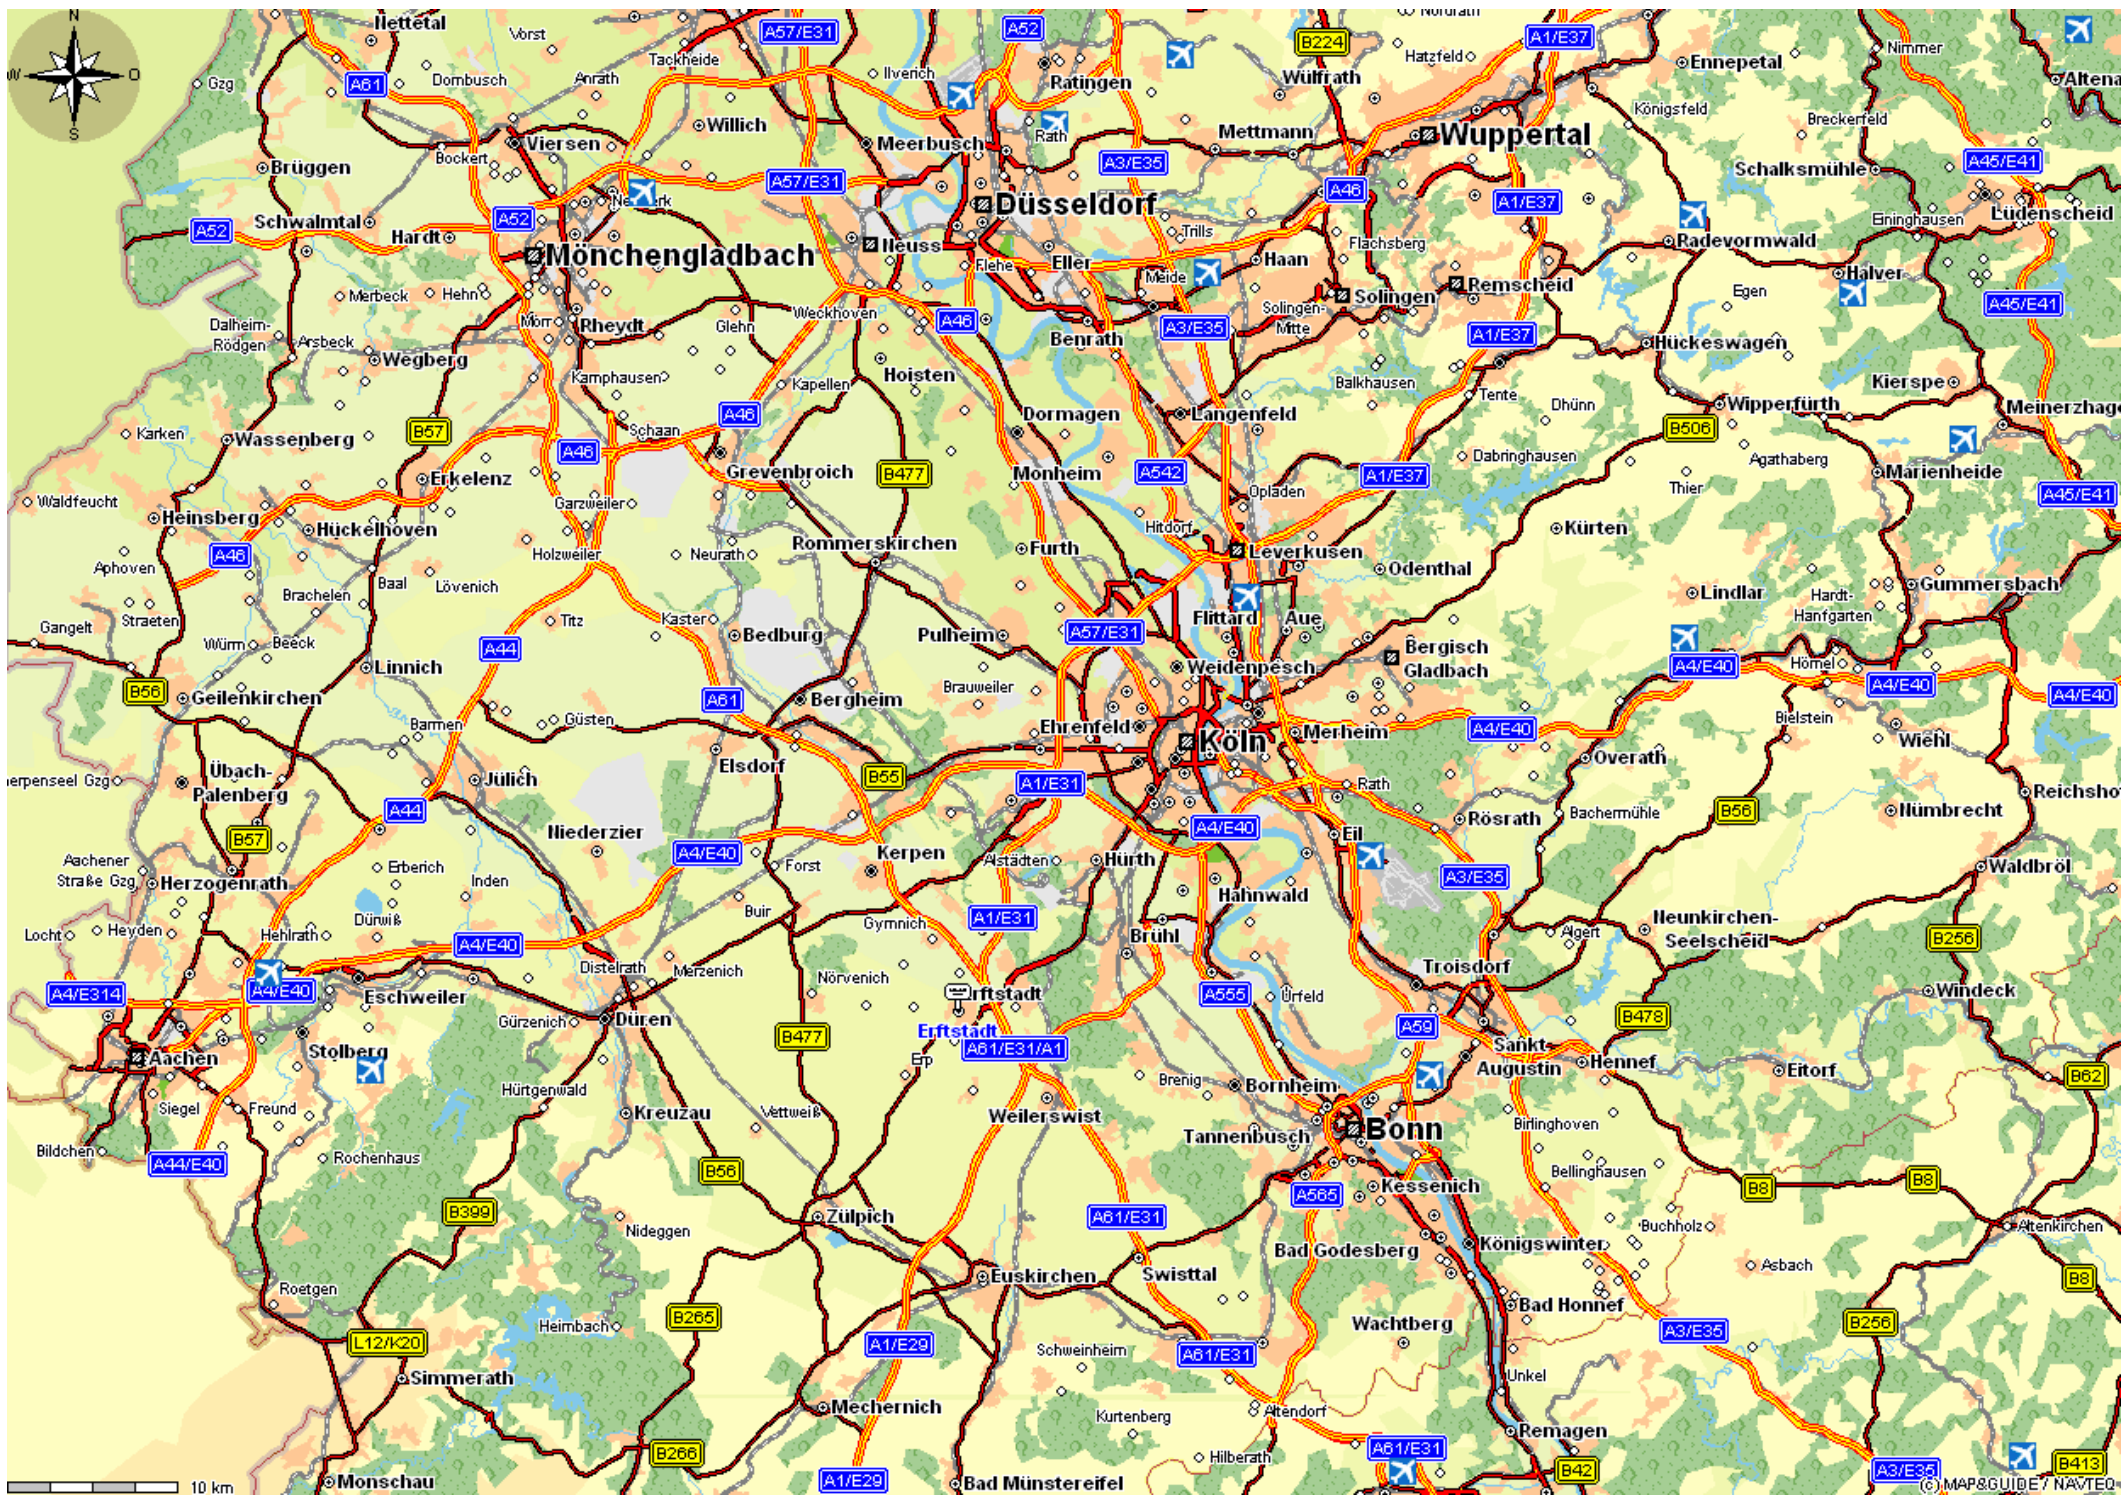 N
W
O
S
Nettetal
Vorst
Tackheide
A57/E31
A52
B224
Nordrath
A1/E37
Nimmer
Gzg
A61
Dornbusch
Anrath
Ilverich
Ratingen
Wülfrath
Hatzfeld
Ennepetal
Altena
Brüggen
Bockert
Viersen
Willich
Meerbusch
Rath
Mettmann
Wuppertal
Königsfeld
Breckerfeld
A57/E31
A3/E35
A46
A1/E37
Schalksmühle
A45/E41
A52
Schwalmtal
Hardt
A52
Düsseldorf
Trills
Flachsberg
Radevormwald
Eininghausen
Lüdenscheid
Mönchengladbach
Neuss
Flehe
Eller
Meide
Haan
Solingen
Remscheid
Halver
Merbeck
Hehn
Weckhoven
A46
Solingen-
Mitte
Egen
A45/E41
Dalheim-
Rödgen
Arsbeck
Wegberg
Morr
Rheydt
Glehn
Benrath
A3/E35
A1/E37
Hückeswagen
Kamphausen
Kapellen
Hoisten
Balkhausen
Tente
Dhünn
Kierspe
Karken
Wassenberg
B57
A46
Schaan
A46
Dormagen
Langenfeld
Wipperfürth
B506
Meinerzhage
Waldfeucht
Erkelenz
Grevenbroich
B477
Monheim
A542
A1/E37
Dabringhausen
Agathaberg
Marienheide
Heinsberg
Hückelhoven
Garzweiler
Opladen
Thier
A45/E41
A46
Holzweiler
Neurath
Rommerskirchen
Furth
Hitdorf
Leverkusen
Kürten
Aphoven
Baal
Lövenich
Odenthal
Gummersbach
Straeten
Brachelen
Titz
Kaster
Bedburg
Pulheim
A57/E31
Flittard
Aue
Lindlar
Hardt-
Hanfgarten
Gangelt
Würm
Beeck
A44
Bergisch
Gladbach
A4/E40
Hömel
A4/E40
A4/E40
B56
Geilenkirchen
Linnich
A61
Bergheim
Brauweiler
Weidenpesch
Barmen
Güsten
Ehrenfeld
Köln
Merheim
A4/E40
Bielstein
Wiehl
erpenseel Gzg
Übach-
Palenberg
Jülich
Elsdorf
B55
A1/E31
Rath
Overath
Reichsho
A44
B57
Niederzier
A4/E40
A4/E40
Eil
Rösrath
Bachermühle
B56
Nümbrecht
Aachener
Straße Gzg
Herzogenrath
Erberich
Inden
Forst
Kerpen
Alstädten
Hürth
Hahnwald
A3/E35
Waldbröl
Locht
Heyden
Hehlrath
Dürwiß
A4/E40
Buir
Gymnich
A1/E31
Brühl
Algert
Neunkirchen-
Seelscheid
B256
A4/E314
A4/E40
Eschweiler
Distelrath
Merzenich
Nörvenich
rftstadt
Erftstadt
A555
Ürfeld
Troisdorf
Windeck
Aachen
Stolberg
Gürzenich
Düren
B477
A61/E31/A1
Erp
A59
Sankt
Augustin
B478
Hennef
Eitorf
B62
Siegel
Freund
Hürtgenwald
Kreuzau
Vettweiß
Weilerswist
Brenig
Bornheim
Birlinghoven
Bildchen
A44/E40
Rochenhaus
B56
Tannenbusch
Bonn
Bellinghausen
B399
Nideggen
Zülpich
A61/E31
A565
Kessenich
B8
B8
Buchholz
Altenkirchen
Roetgen
Euskirchen
Swisttal
Bad Godesberg
Königswinter
Asbach
B8
L12/K20
Heimbach
B265
A1/E29
Schweinheim
A61/E31
Wachtberg
Bad Honnef
A3/E35
B256
Simmerath
Mechernich
Kurtenberg
Altendorf
Unkel
Remagen
Monschau
B266
A1/E29
Bad Münstereifel
Hilberath
A61/E31
B42
A3/E35
B413
10 km
(c) MAP&GUIDE / NAVTEQ